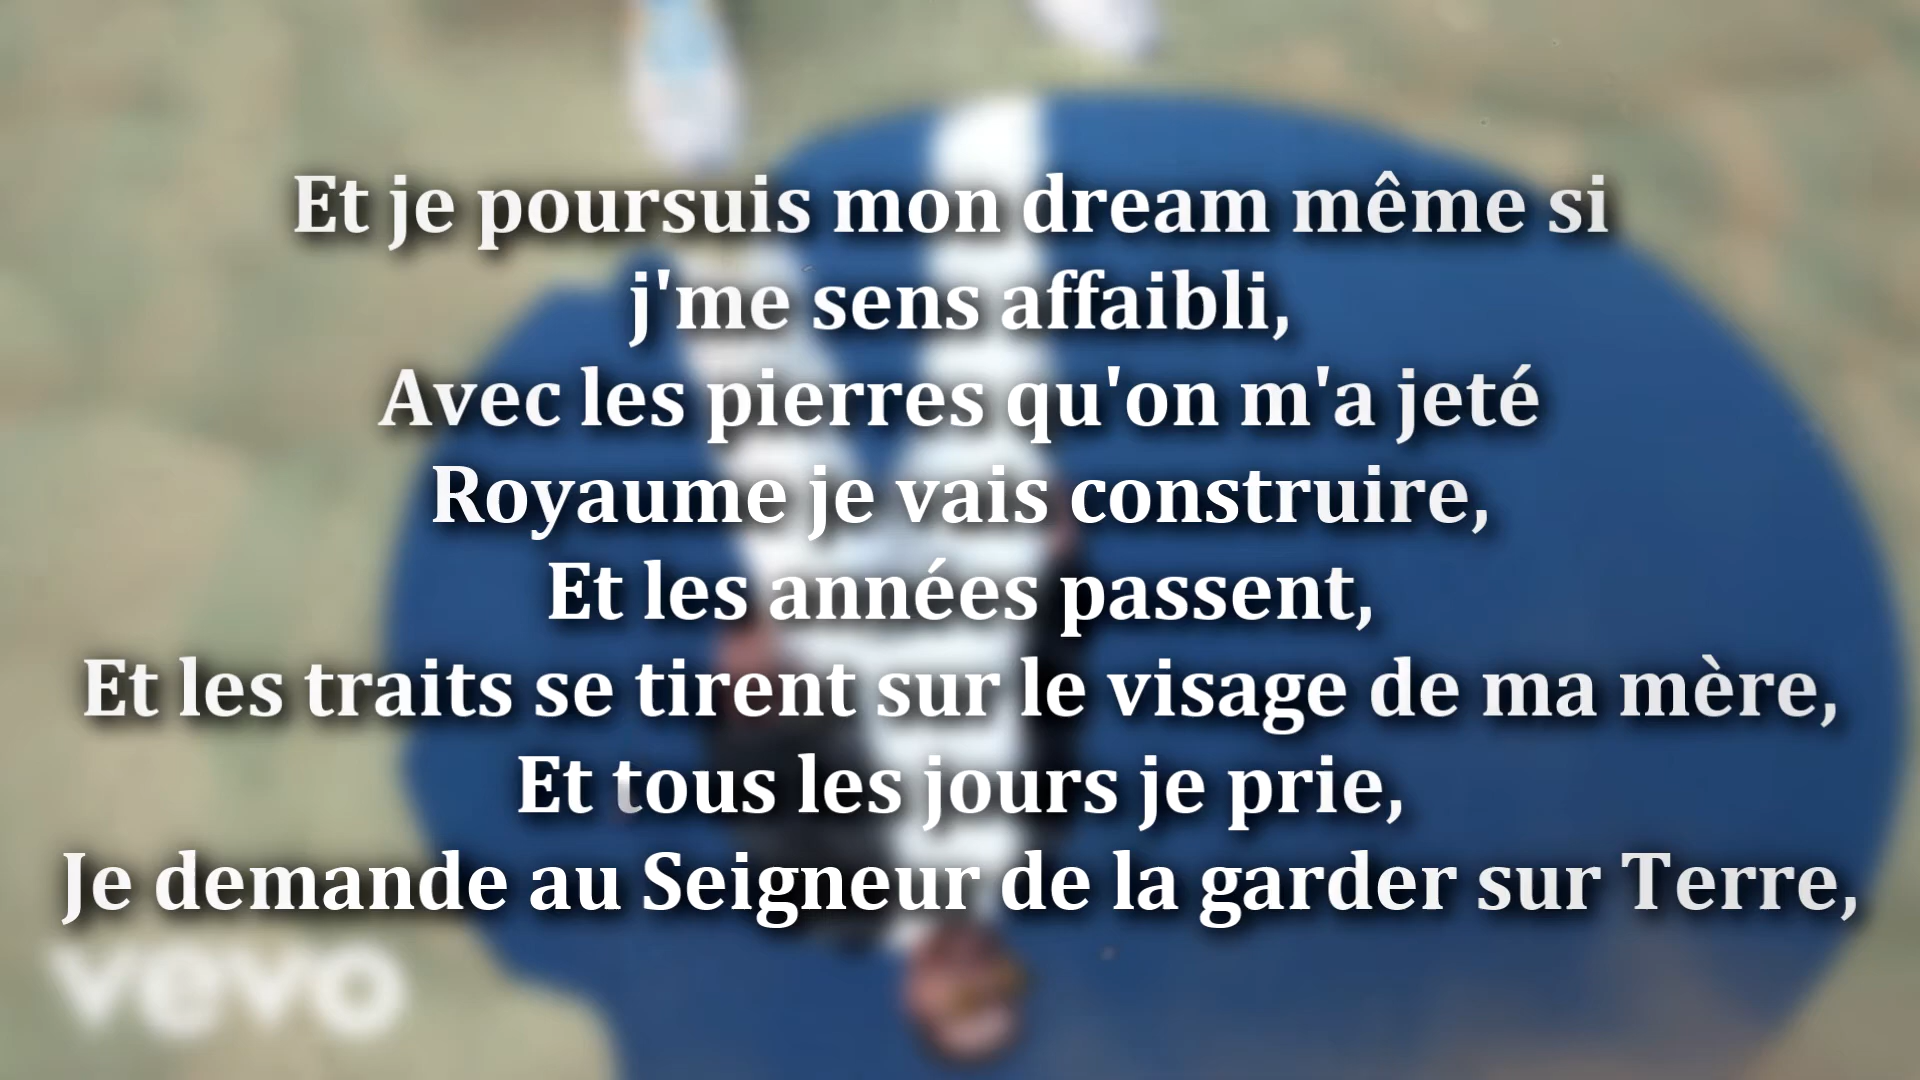 Et je poursuis mon dream même si
j'me sens affaibli,
Avec les pierres qu'on m'a jeté
Royaume je vais construire,
Et les années passent,
Et les traits se tirent sur le visage de ma mère,
Et tous les jours je prie,
Je demande au Seigneur de la garder sur Terre,
vevo